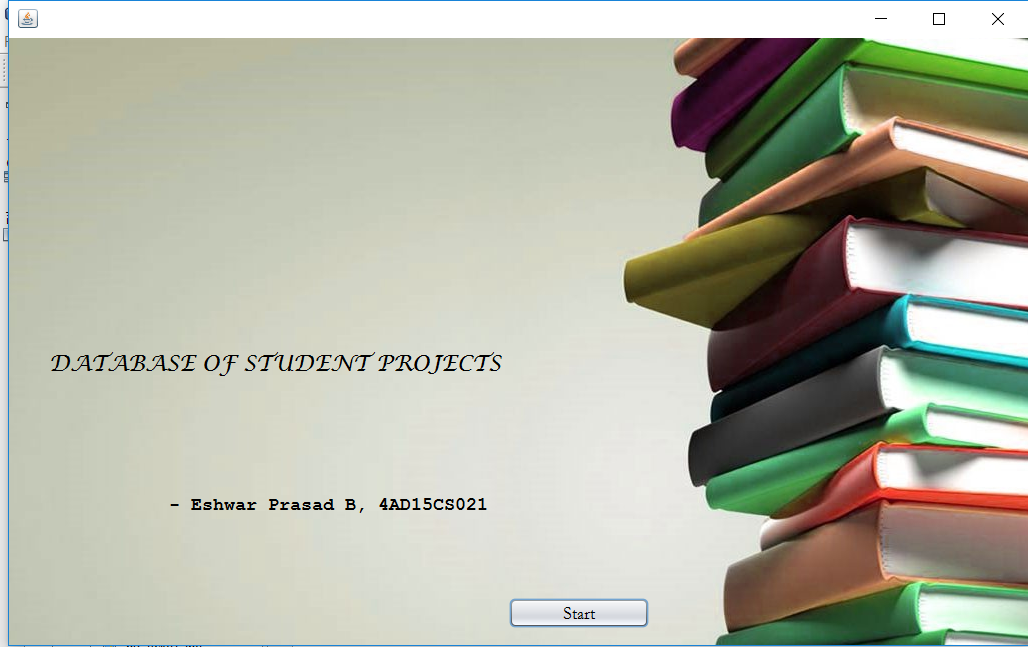 DATABASE OF STUDENT PROJECTS
- Eshwar Prasad B, 4AD15CS021
Start